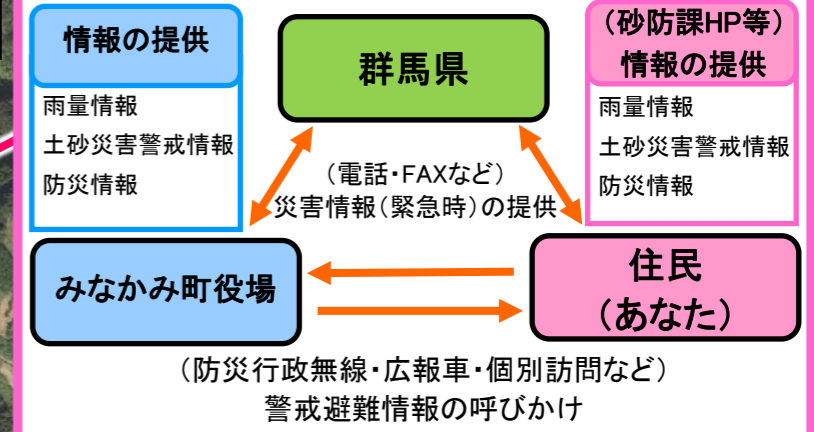 情報の提供
雨量情報
土砂災害警戒情報
防災情報
群馬県
（砂防課HP等）
情報の提供
雨量情報
土砂災害警戒情報
防災情報
（電話・FAXなど）
災害情報（緊急時）の提供
みなかみ町役場
住民
（あなた）
（防災行政無線・広報車・個別訪問など）
警戒避難情報の呼びかけ